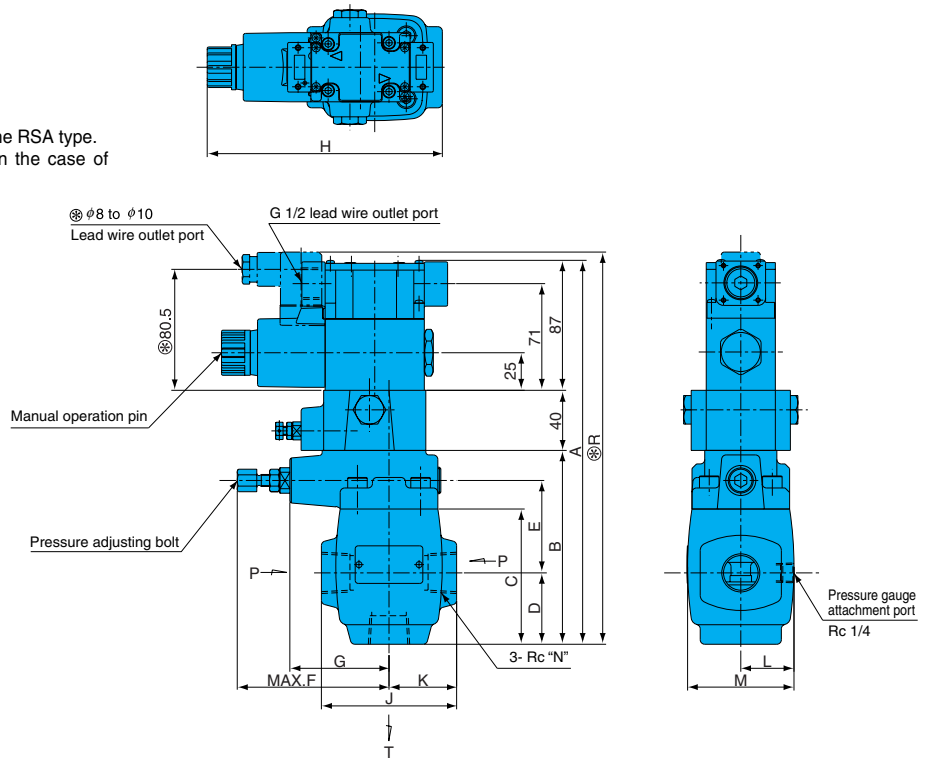 H
he RSA type.
n the case of
⊛ φ8 to φ10
Lead wire outlet port
G 1/2 lead wire outlet port
⊛80.5
71
87
25
Manual operation pin
40
A
⊛R
Pressure adjusting bolt
E
B
P
P
C
D
Pressure gauge
attachment port
Rc 1/4
3- Rc “N”
G
L
MAX.F
K
M
J
T